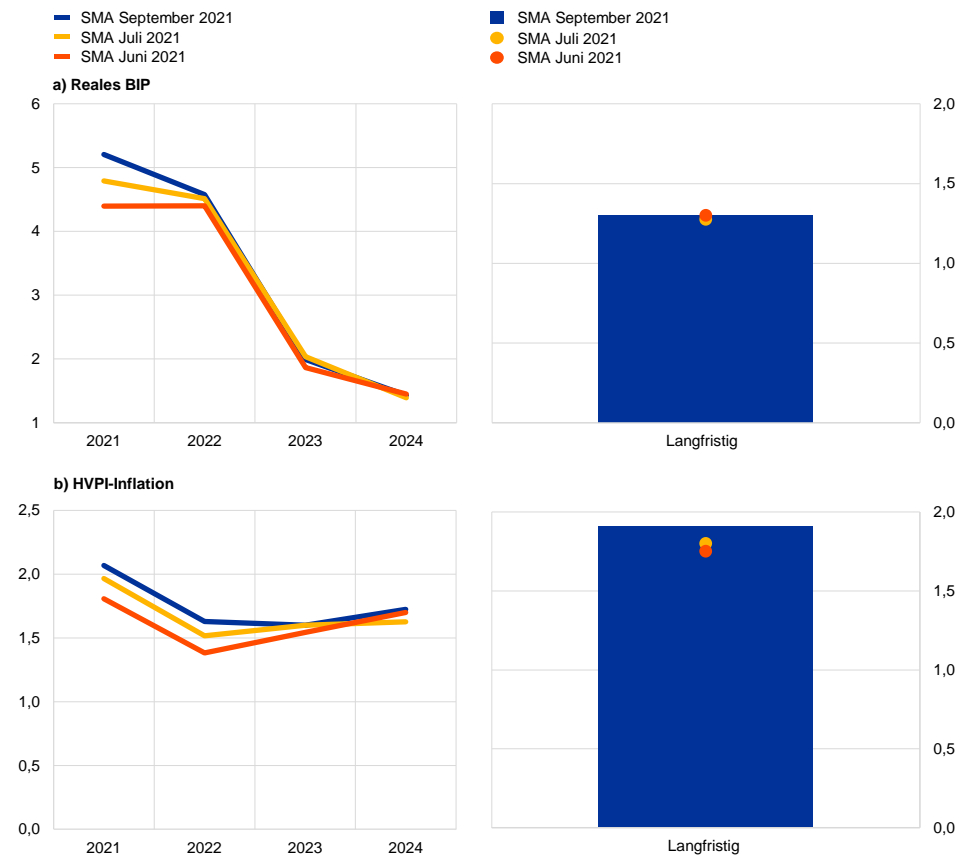 SMA September 2021
SMA Juli 2021
SMA Juni 2021
SMA September 2021
SMA Juli 2021
SMA Juni 2021
a) Reales BIP
6
5
4
3
2
1
2021 2022 2023 2024
2,0
1,5
1,0
0,5
0,0
Langfristig
b) HVPI-Inflation
2,5
2,0
1,5
1,0
0,5
0,0
2021 2022 2023 2024
2,0
1,5
1,0
0,5
0,0
Langfristig